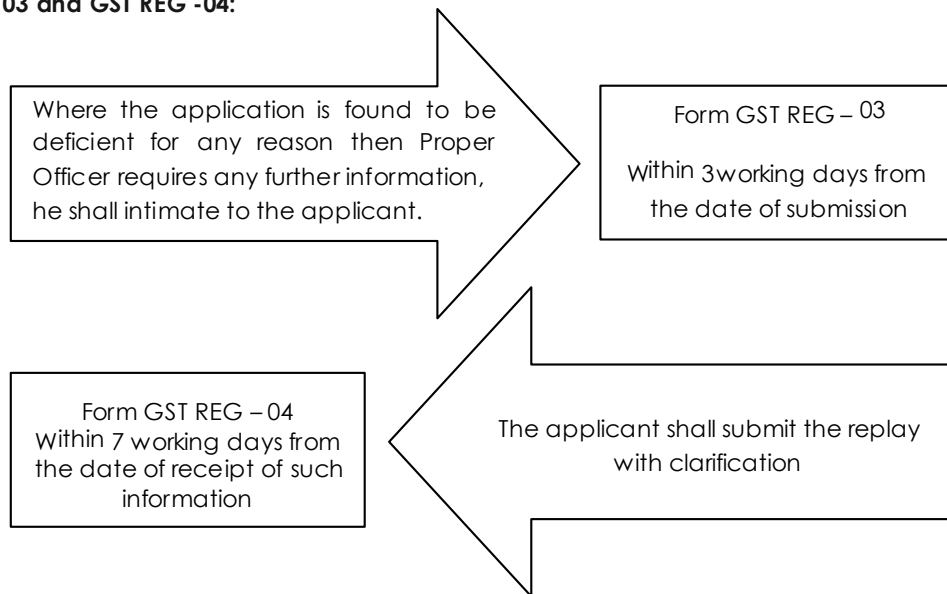 03 and GST REG -04:
Where the application is found to be
deficient for any reason then Proper
Officer requires any further information,
he shall intimate to the applicant.
Form GST REG – 03
Within 3working days from
the date of submission
Form GST REG – 04
Within 7 working days from
the date of receipt of such
information
The applicant shall submit the replay
with clarification